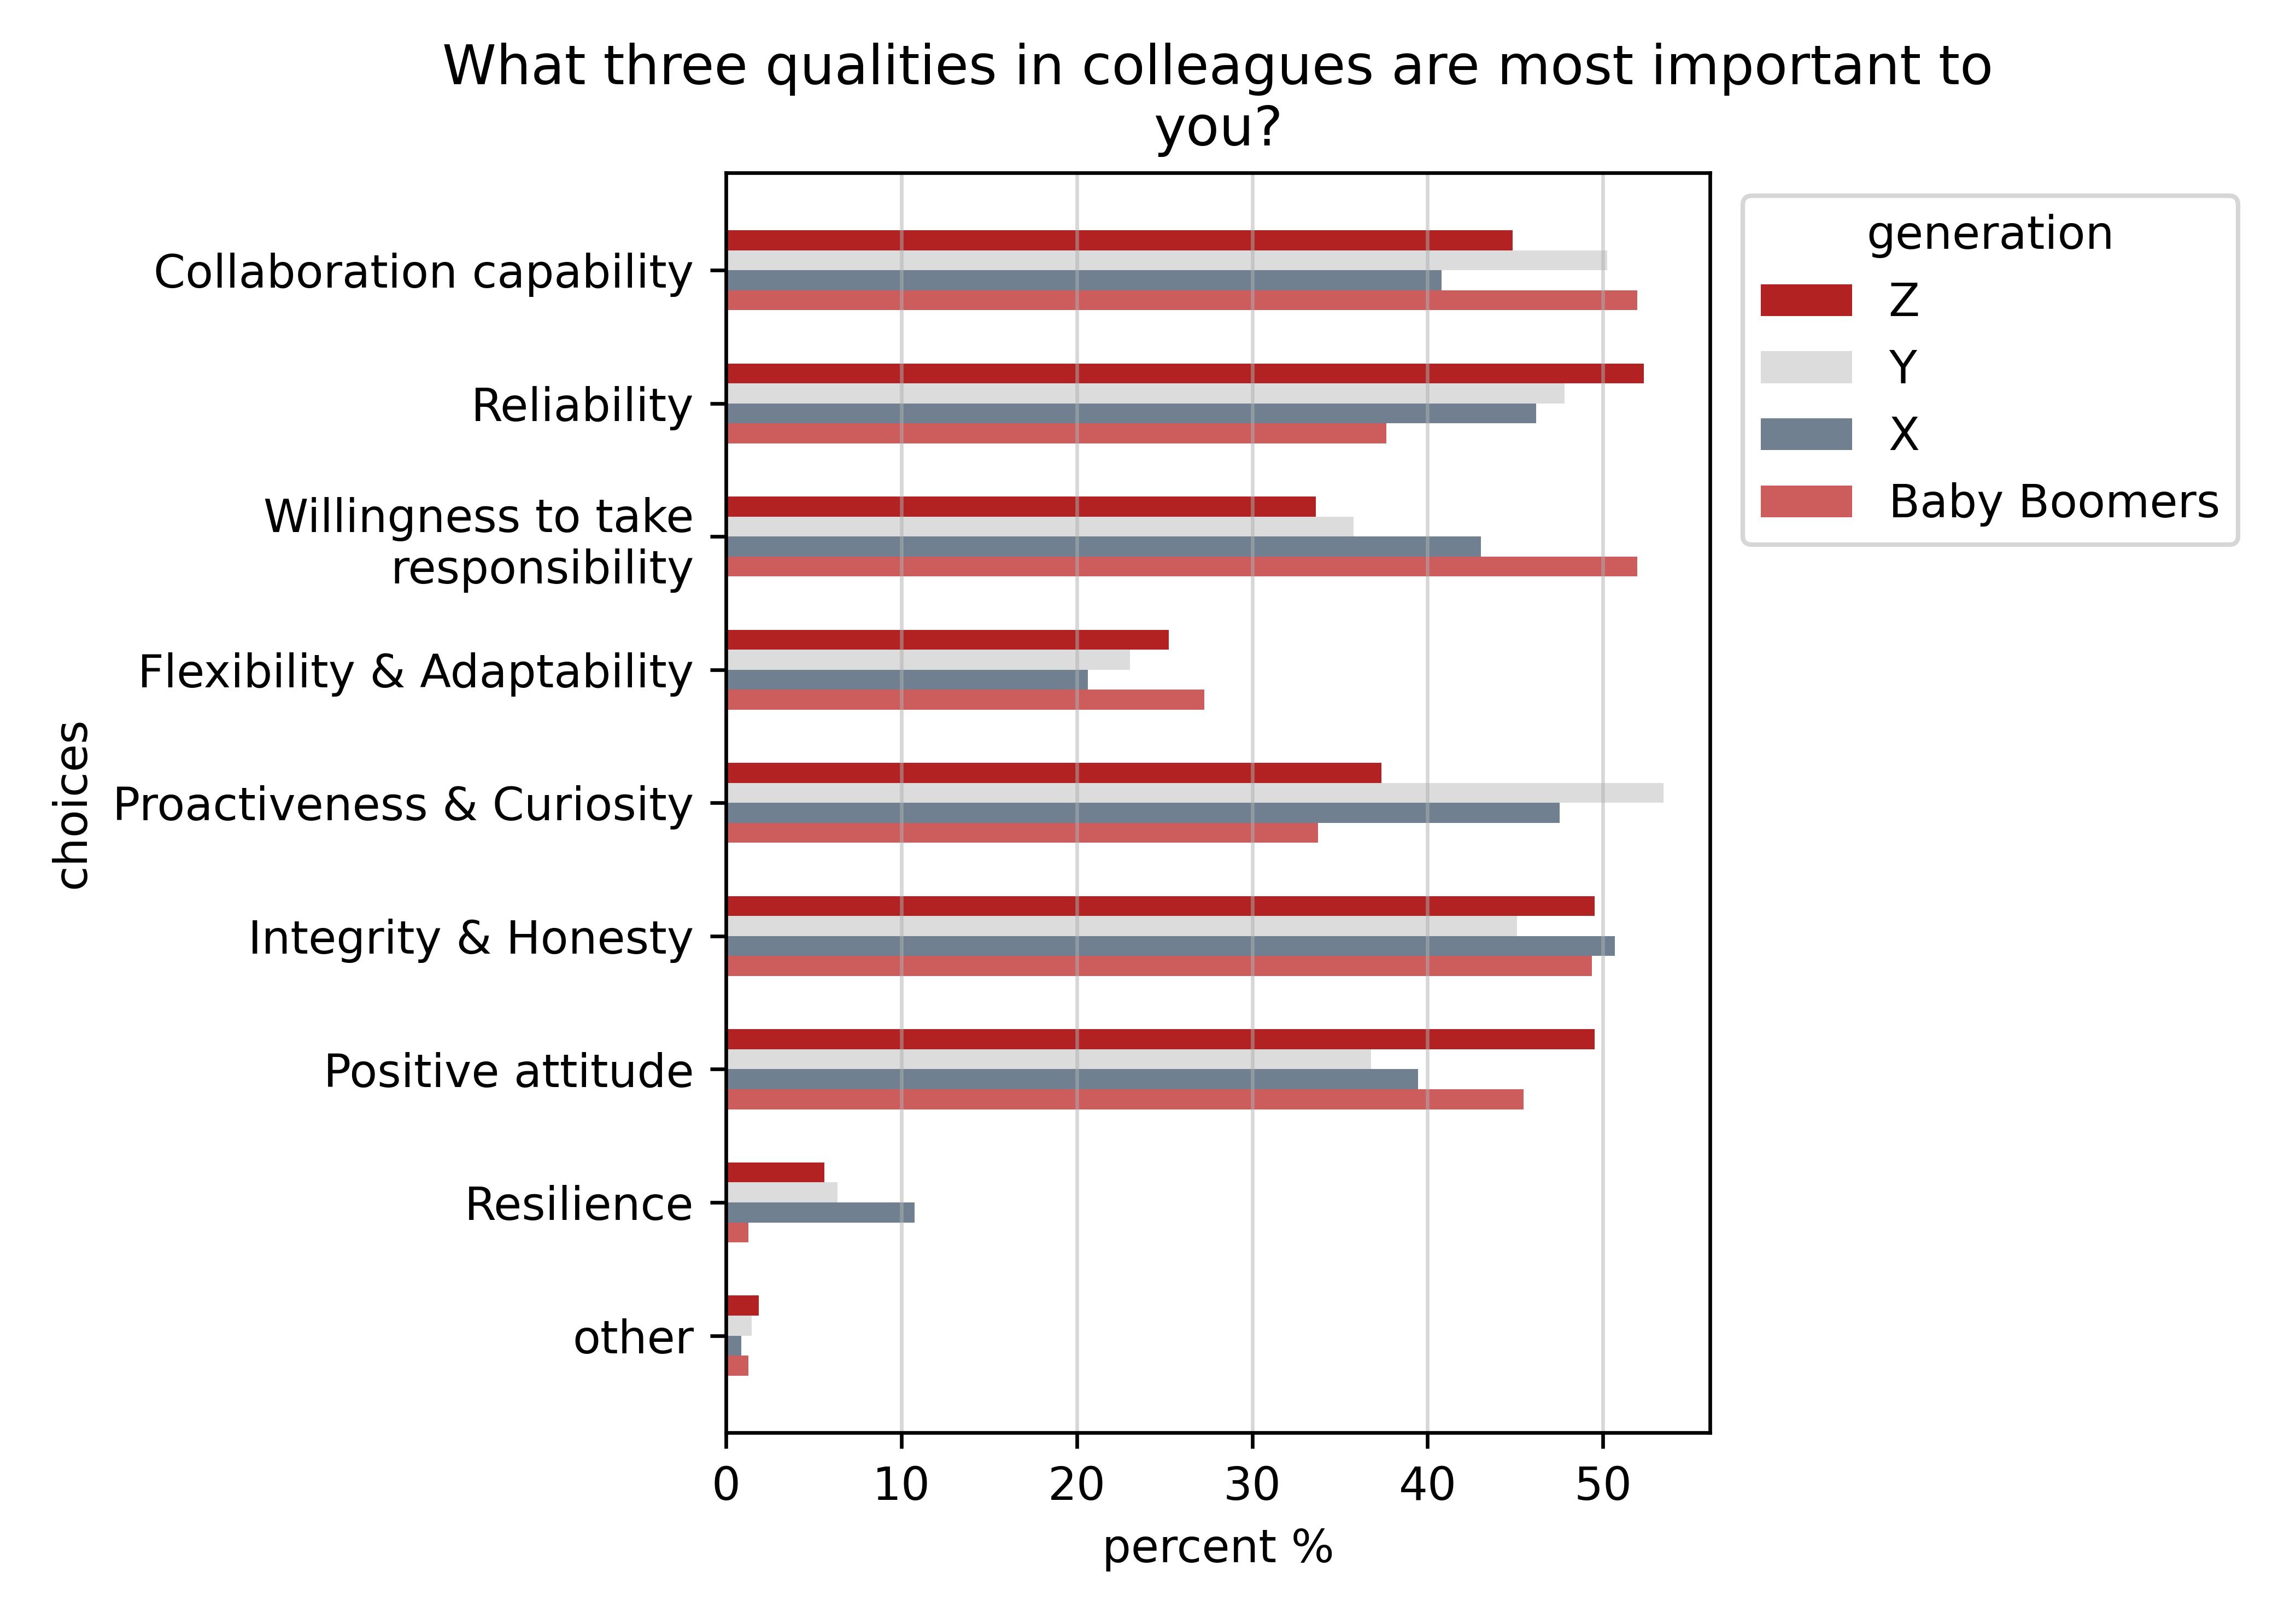 What three qualities in colleagues are most important to
you?
generation
Z
Y
X
Baby Boomers
choices
Collaboration capability
Reliability
Willingness to take
responsibility
Flexibility & Adaptability
Proactiveness & Curiosity
Integrity & Honesty
Positive attitude
Resilience
other
0 10 20 30 40 50
percent %